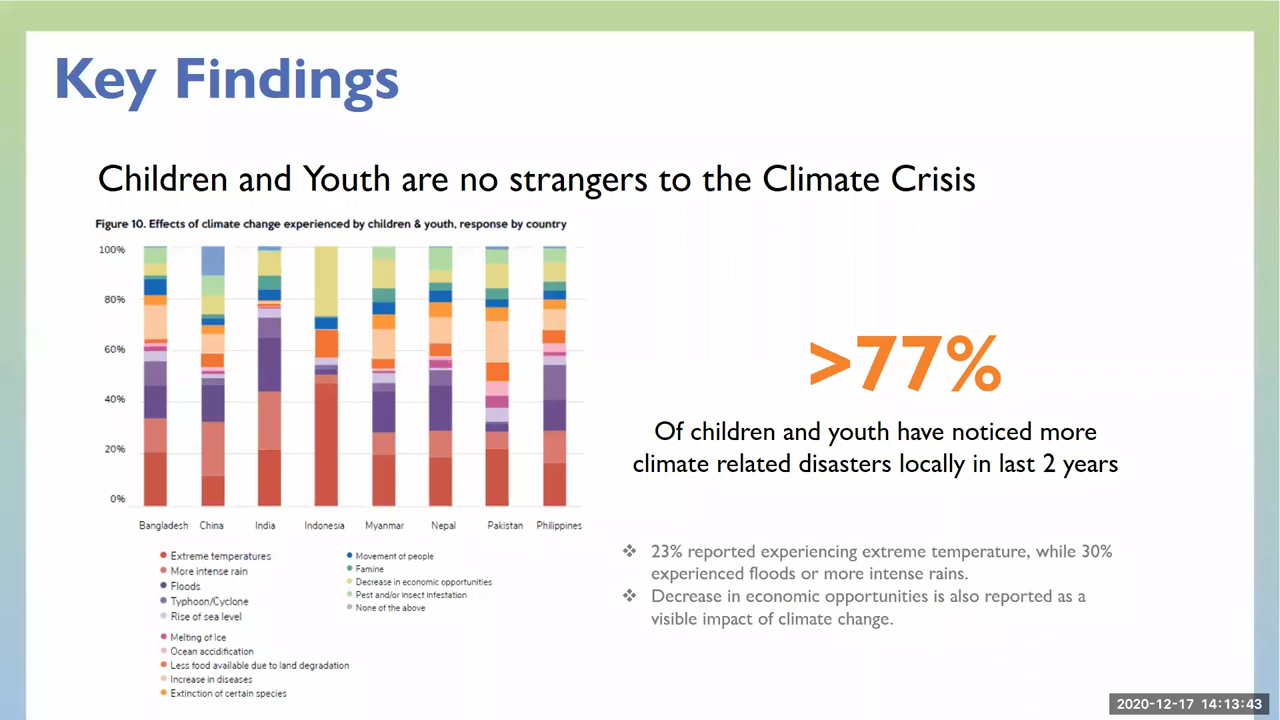 Key Findings
Children and Youth are no strangers to the Climate Crisis
Figure 10. Effects of climate change experienced by children & youth, response by country
100%
80%
60%
40%
20%
0%
Bangladesh China India Indonesia Myanmar Nepal Pakistan Philippines
Extreme temperatures
More intense rain
Floods
Typhoon/Cyclone
Rise of sea level
Melting of Ice
Ocean accidification
Less food available due to land degradation
Increase in diseases
Extinction of certain species
Movement of people
Famine
Decrease in economic opportunities
Pest and/or insect intestation
None of the above
>77%
Of children and youth have noticed more
climate related disasters locally in last 2 years
❖ 23% reported experiencing extreme temperature, while 30%
experienced floods or more intense rains.
❖ Decrease in economic opportunities is also reported as a
visible impact of climate change.
2020-12-17 14:13:43